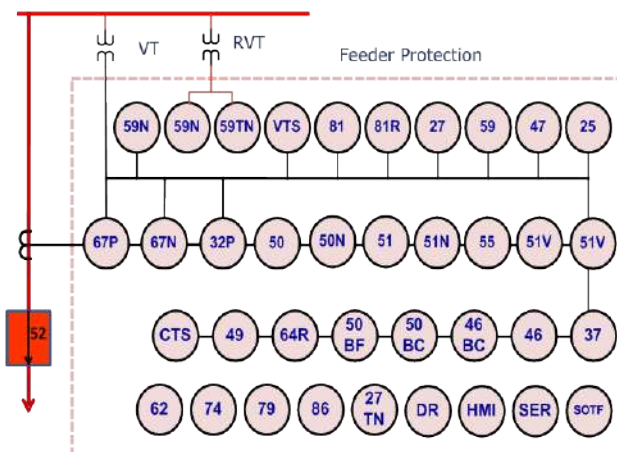 VT
RVT
Feeder Protection
59N 59N 59TN VTS 81 81R 27 59 47 25
67P 67N 32P 50 50N 51 51N 55 51V 51V
52
CTS 49 64R 50 BF 50 BC 46 BC 46 37
62 74 79 86 27 TN DR HMI SER SOTF